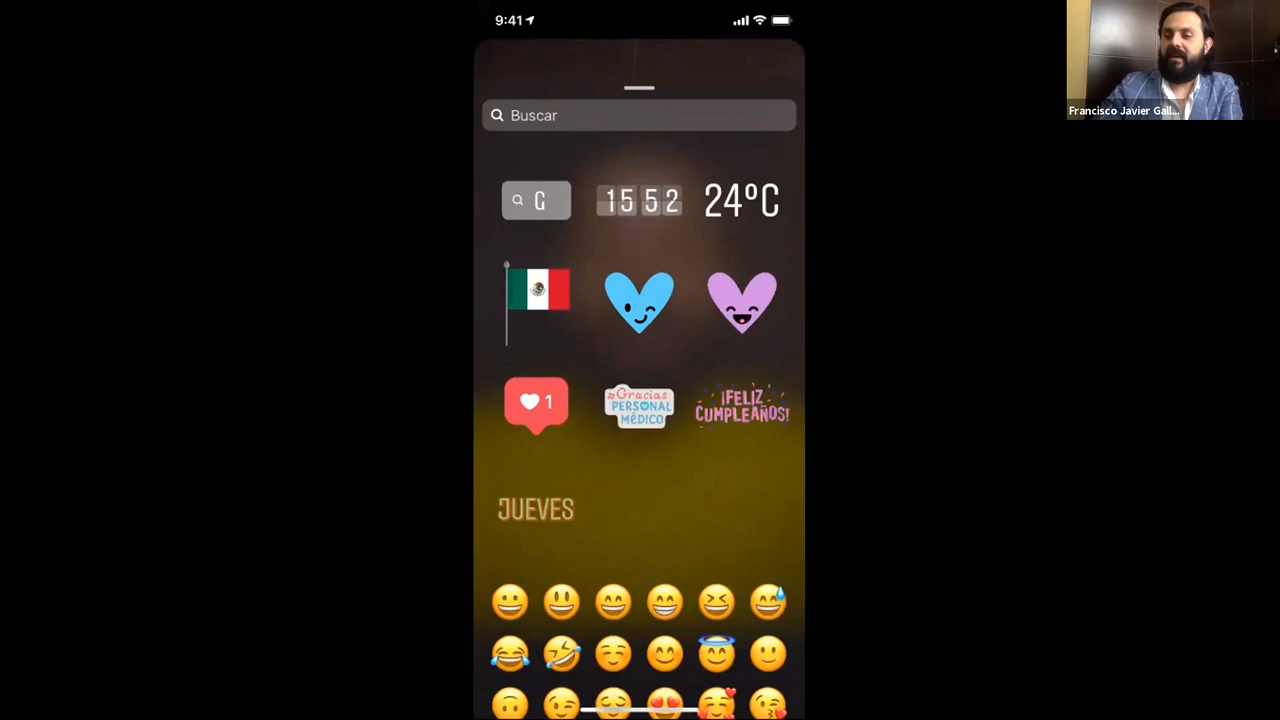 9:41
Francisco Javier Gall...
Buscar
G
15 52
24°C
1
#Gracias
PERSONAL
MÉDICO
¡FELIZ
CUMPLEAÑOS!
JUEVES